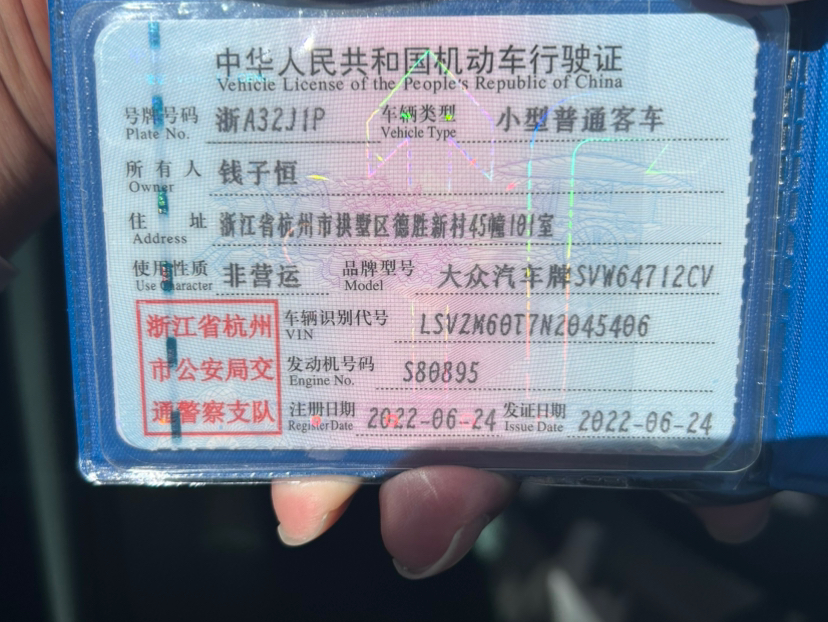 中华人民共和国机动车行驶证
Vehicle License of the People's Republic of China
号牌号码 浙A32J1P 车辆类型 小型普通客车
Plate No. Vehicle Type
所有人 钱子恒
Owner
住址 浙江省杭州市拱墅区德胜新村45幢101室
Address
使用性质 非营运 品牌型号 大众汽车牌SVW64712CV
Use Character Model
浙江省杭州 车辆识别代号 LSVZM60T7N2045406
VIN
市公安局交 发动机号码 S80895
Engine No.
通警察支队 注册日期 2022-06-24 发证日期 2022-06-24
Register Date Issue Date